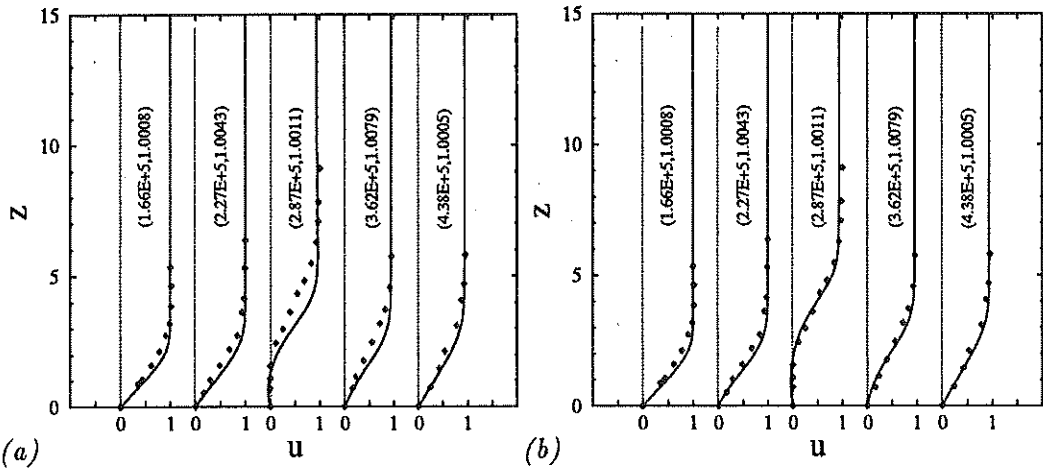 15
10
z
5
0
(1.66E+5,1.0008)
(2.27E+5,1.0043)
(2.87E+5,1.0011)
(3.62E+5,1.0079)
(4.38E+5,1.0005)
0 1 0 1 0 1 0 1 0 1
(a)
u
15
10
z
5
0
(1.66E+5,1.0008)
(2.27E+5,1.0043)
(2.87E+5,1.0011)
(3.62E+5,1.0079)
(4.38E+5,1.0005)
0 1 0 1 0 1 0 1 0 1
(b)
u